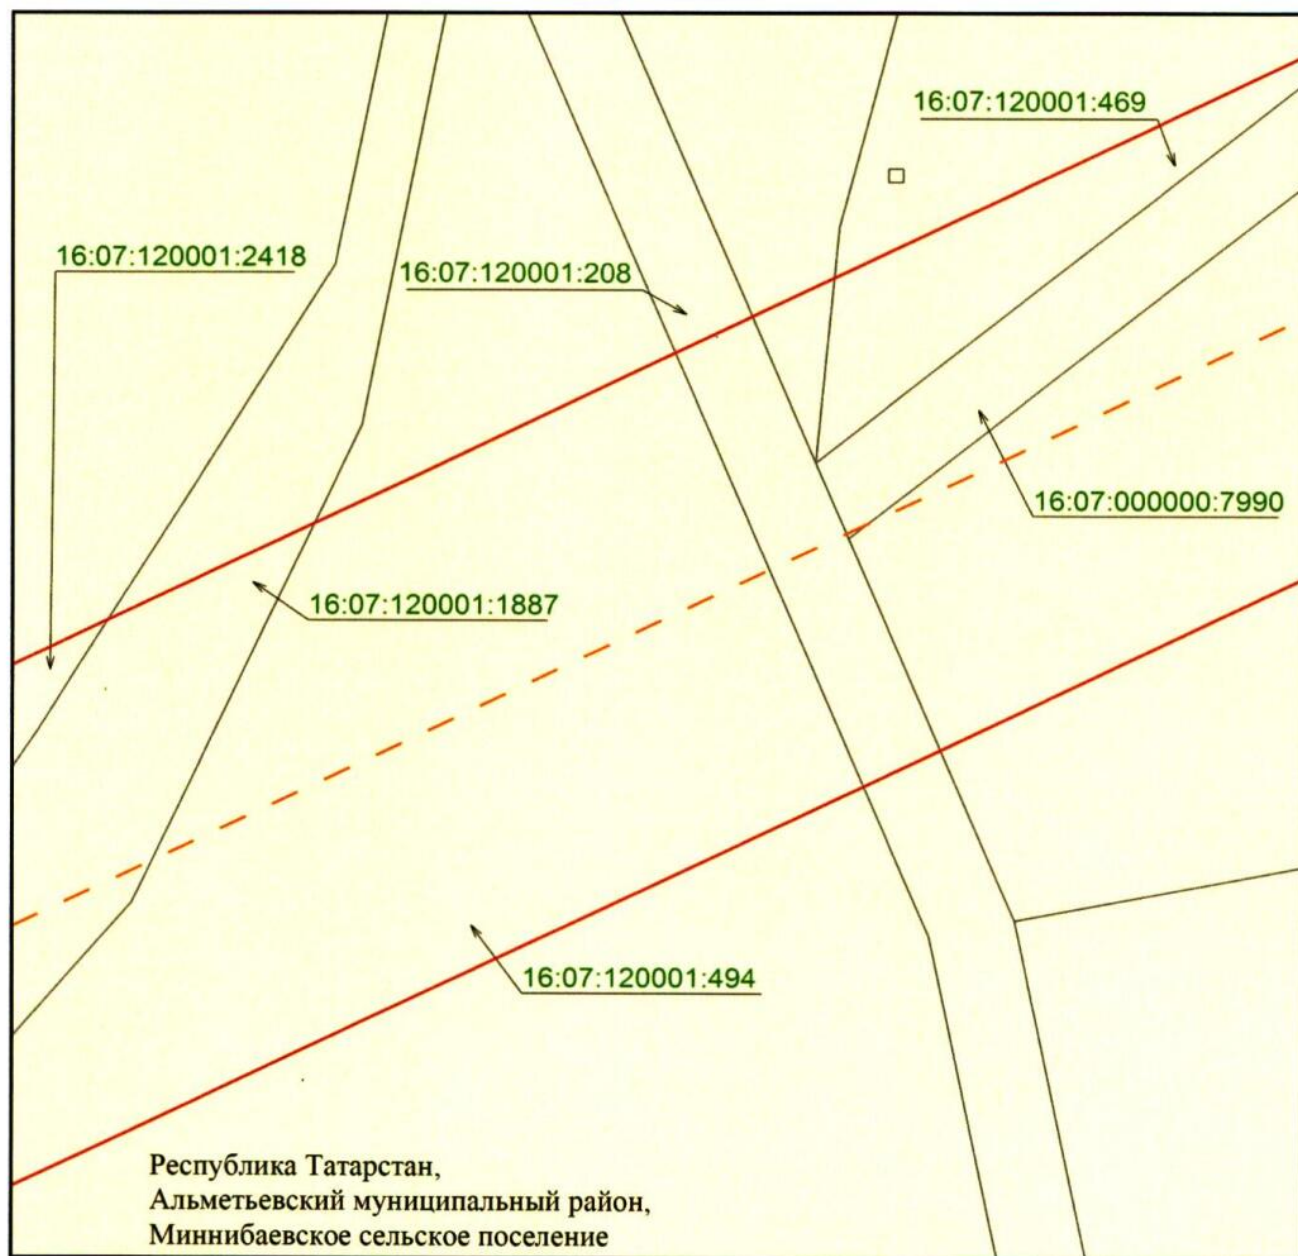 16:07:120001:469
16:07:120001:2418
16:07:120001:208
16:07:000000:7990
16:07:120001:1887
16:07:120001:494
Республика Татарстан,
Альметьевский муниципальный район,
Миннибаевское сельское поселение